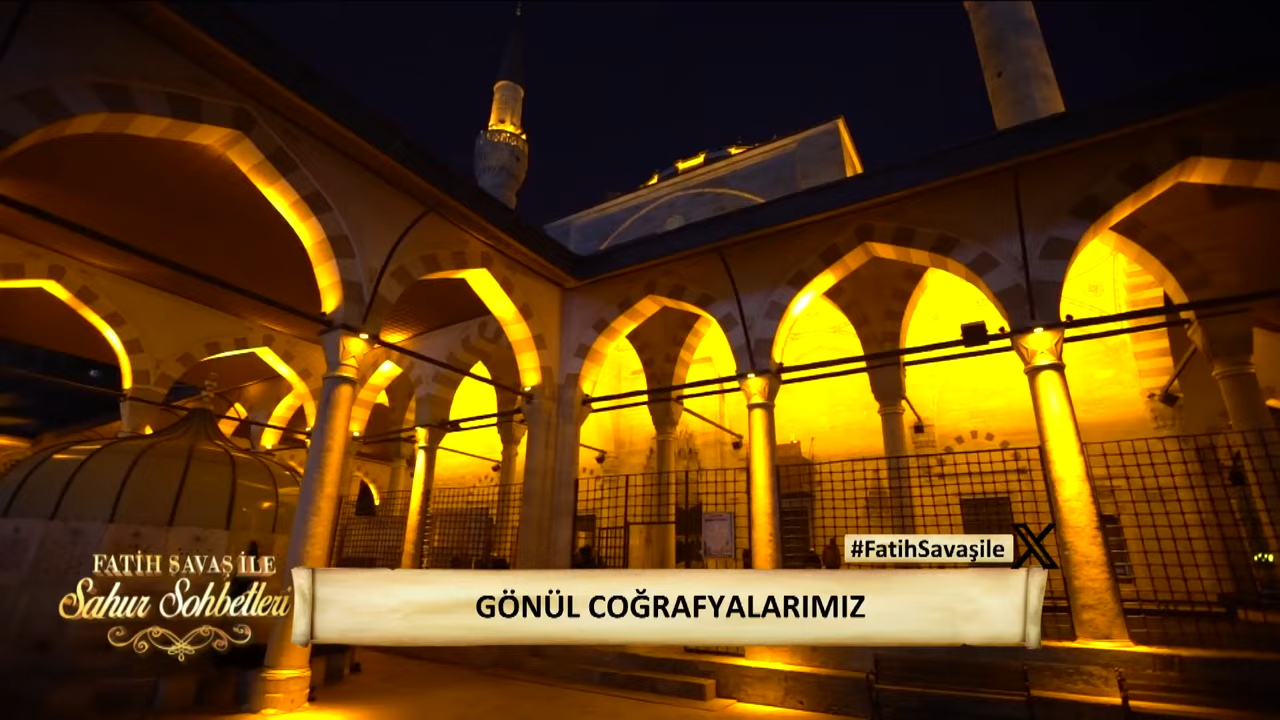 #FatihSavaşile
FATİH SAVAŞ İLE
Sahur Sohbetleri
GÖNÜL COĞRAFYALARIMIZ